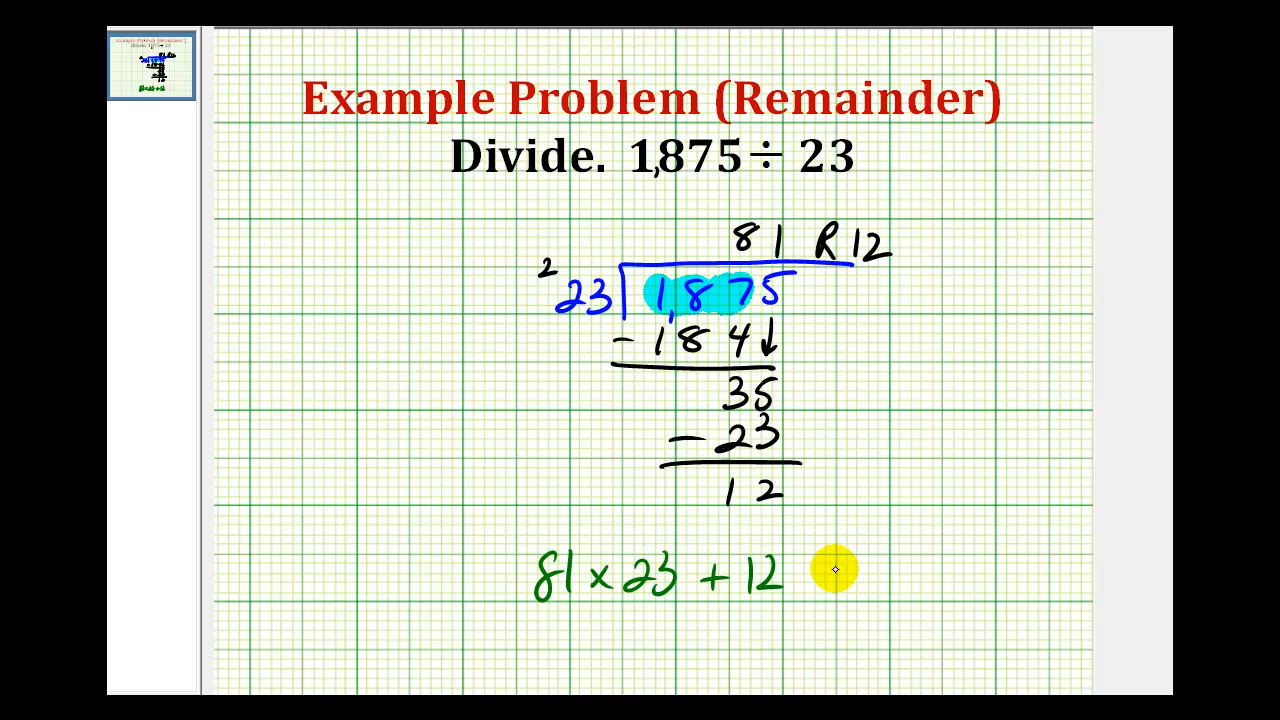 Example Problem (Remainder)
Divide. 1,875 ÷ 23
81 R12
2
23 1,875
- 184↓
35
- 23
12
81 × 23 + 12